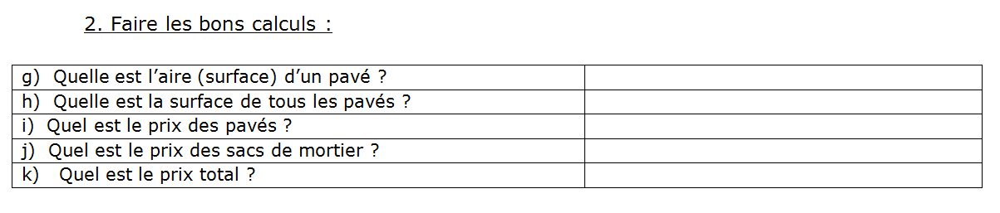 2. Faire les bons calculs :
g) Quelle est l’aire (surface) d’un pavé ?
h) Quelle est la surface de tous les pavés ?
i) Quel est le prix des pavés ?
j) Quel est le prix des sacs de mortier ?
k) Quel est le prix total ?